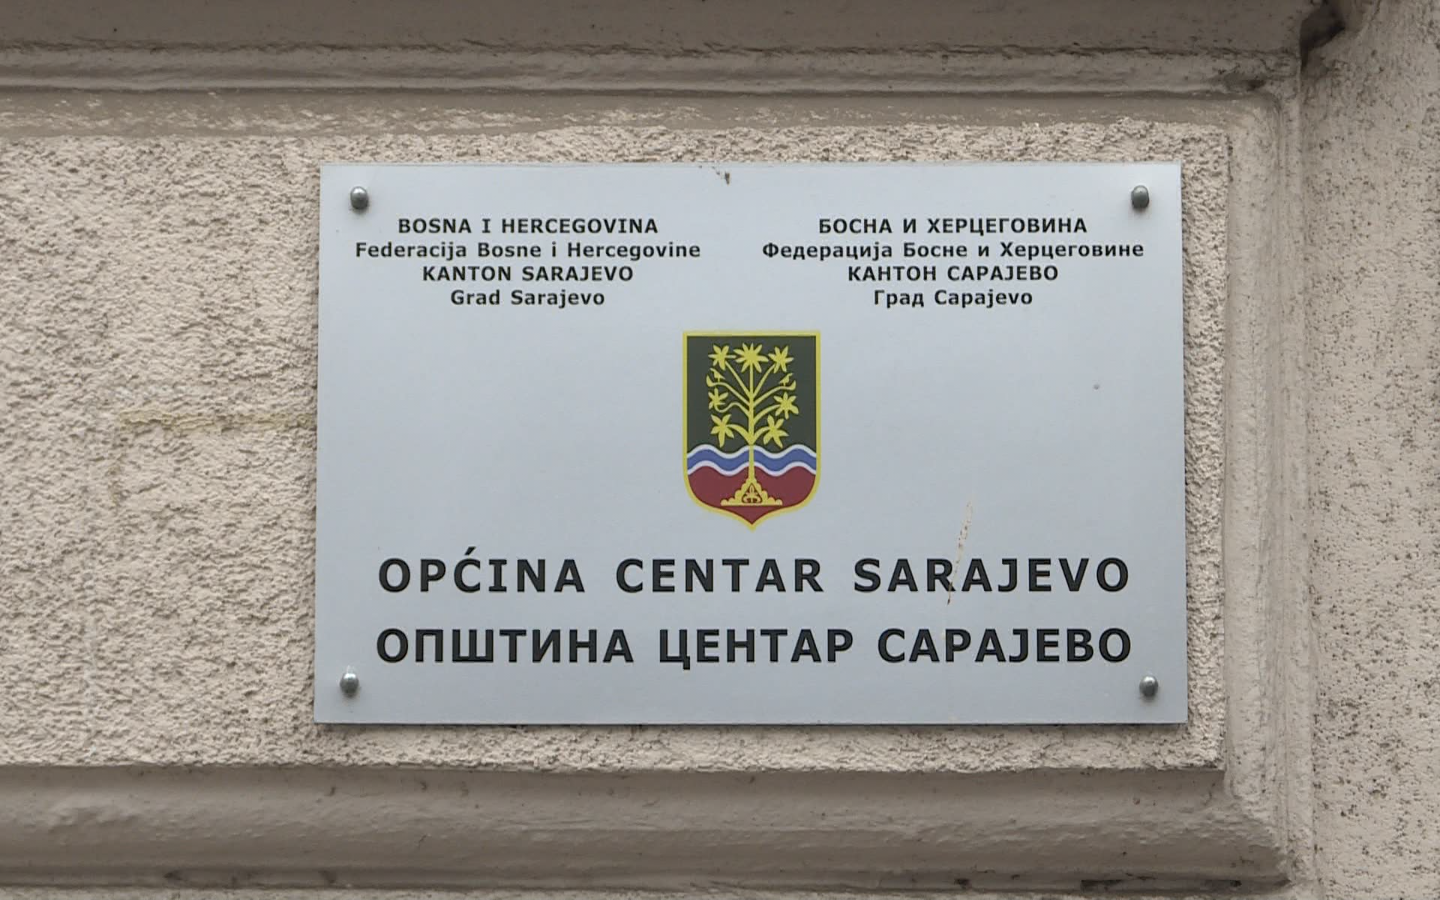 BOSNA I HERCEGOVINA
Federacija Bosne i Hercegovine
KANTON SARAJEVO
Grad Sarajevo
БОСНА И ХЕРЦЕГОВИНА
Федерација Босне и Херцеговине
КАНТОН САРАЈЕВО
Град Сарајево
OPĆINA CENTAR SARAJEVO
ОПШТИНА ЦЕНТАР САРАЈЕВО